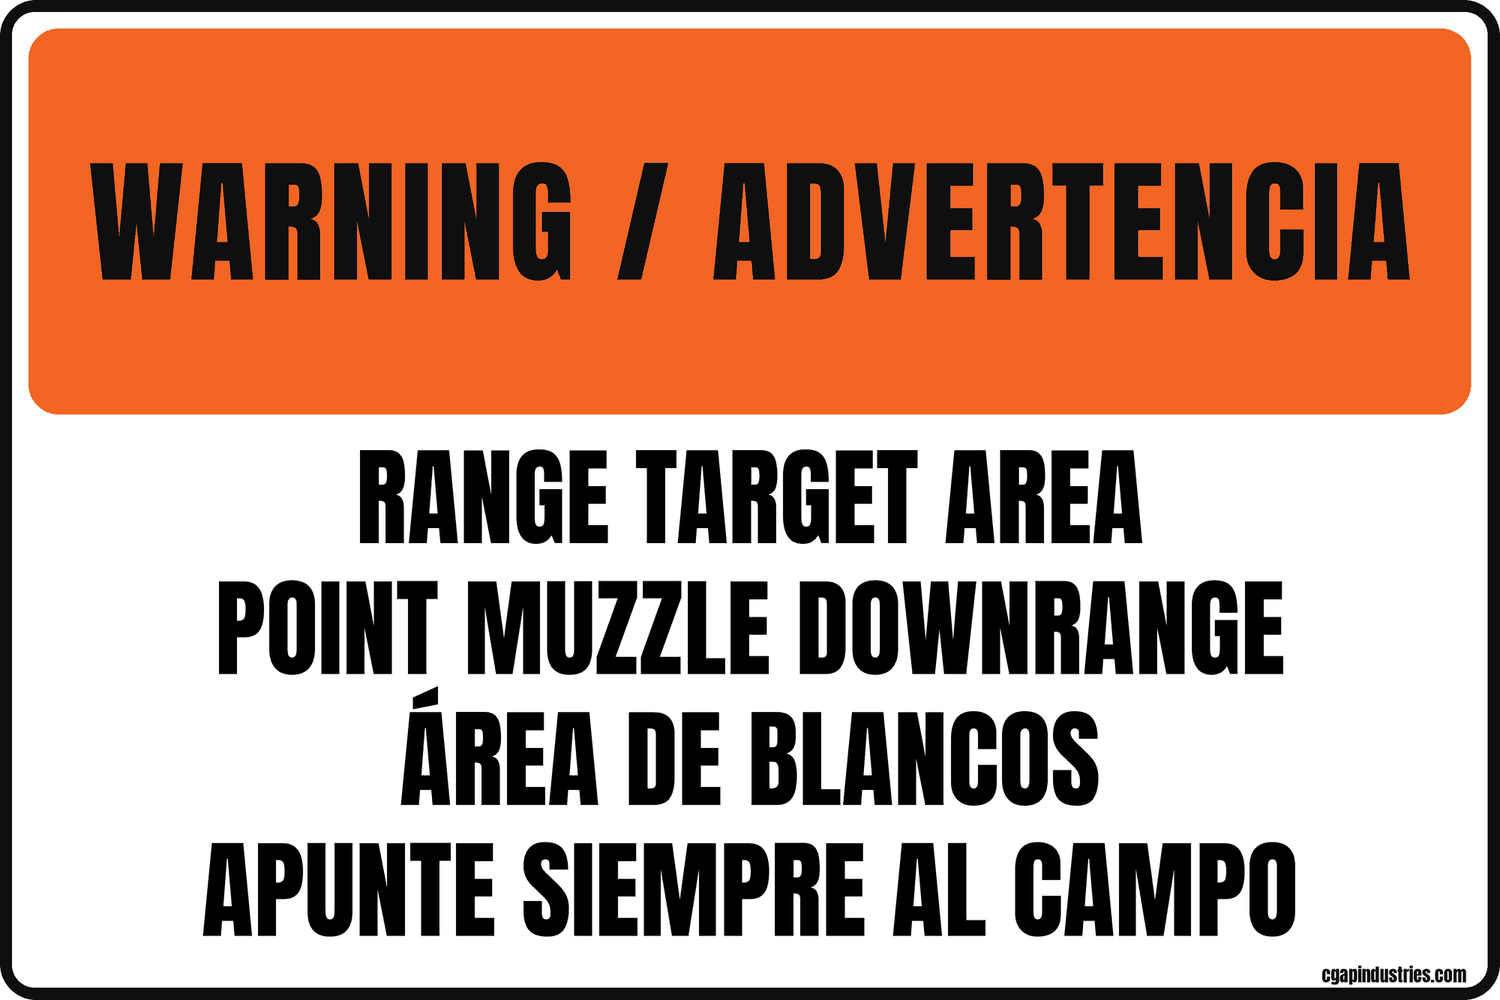 WARNING / ADVERTENCIA
RANGE TARGET AREA
POINT MUZZLE DOWNRANGE
ÁREA DE BLANCOS
APUNTE SIEMPRE AL CAMPO
cgapindustries.com